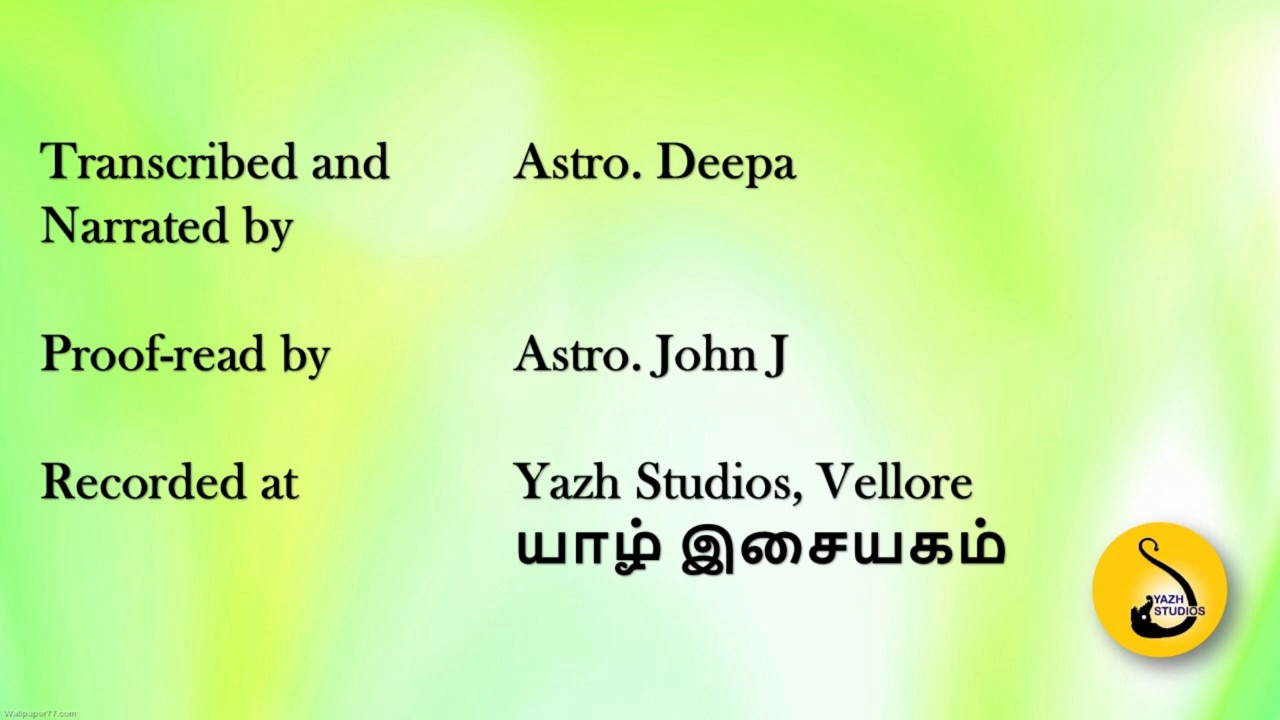 Transcribed and Narrated by
Astro. Deepa
Proof-read by
Astro. John J
Recorded at
Yazh Studios, Vellore
யாழ் இசையகம்
YAZH
STUDIOS
Wallpaper77.com